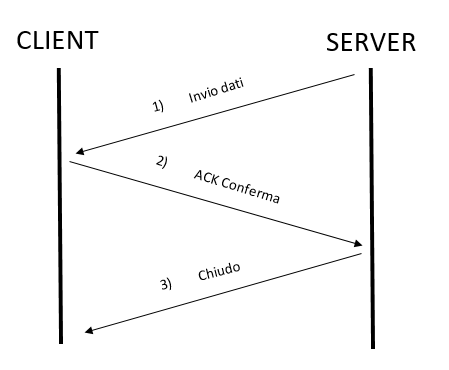 CLIENT
SERVER
1) Invio dati
2) ACK Conferma
3) Chiudo